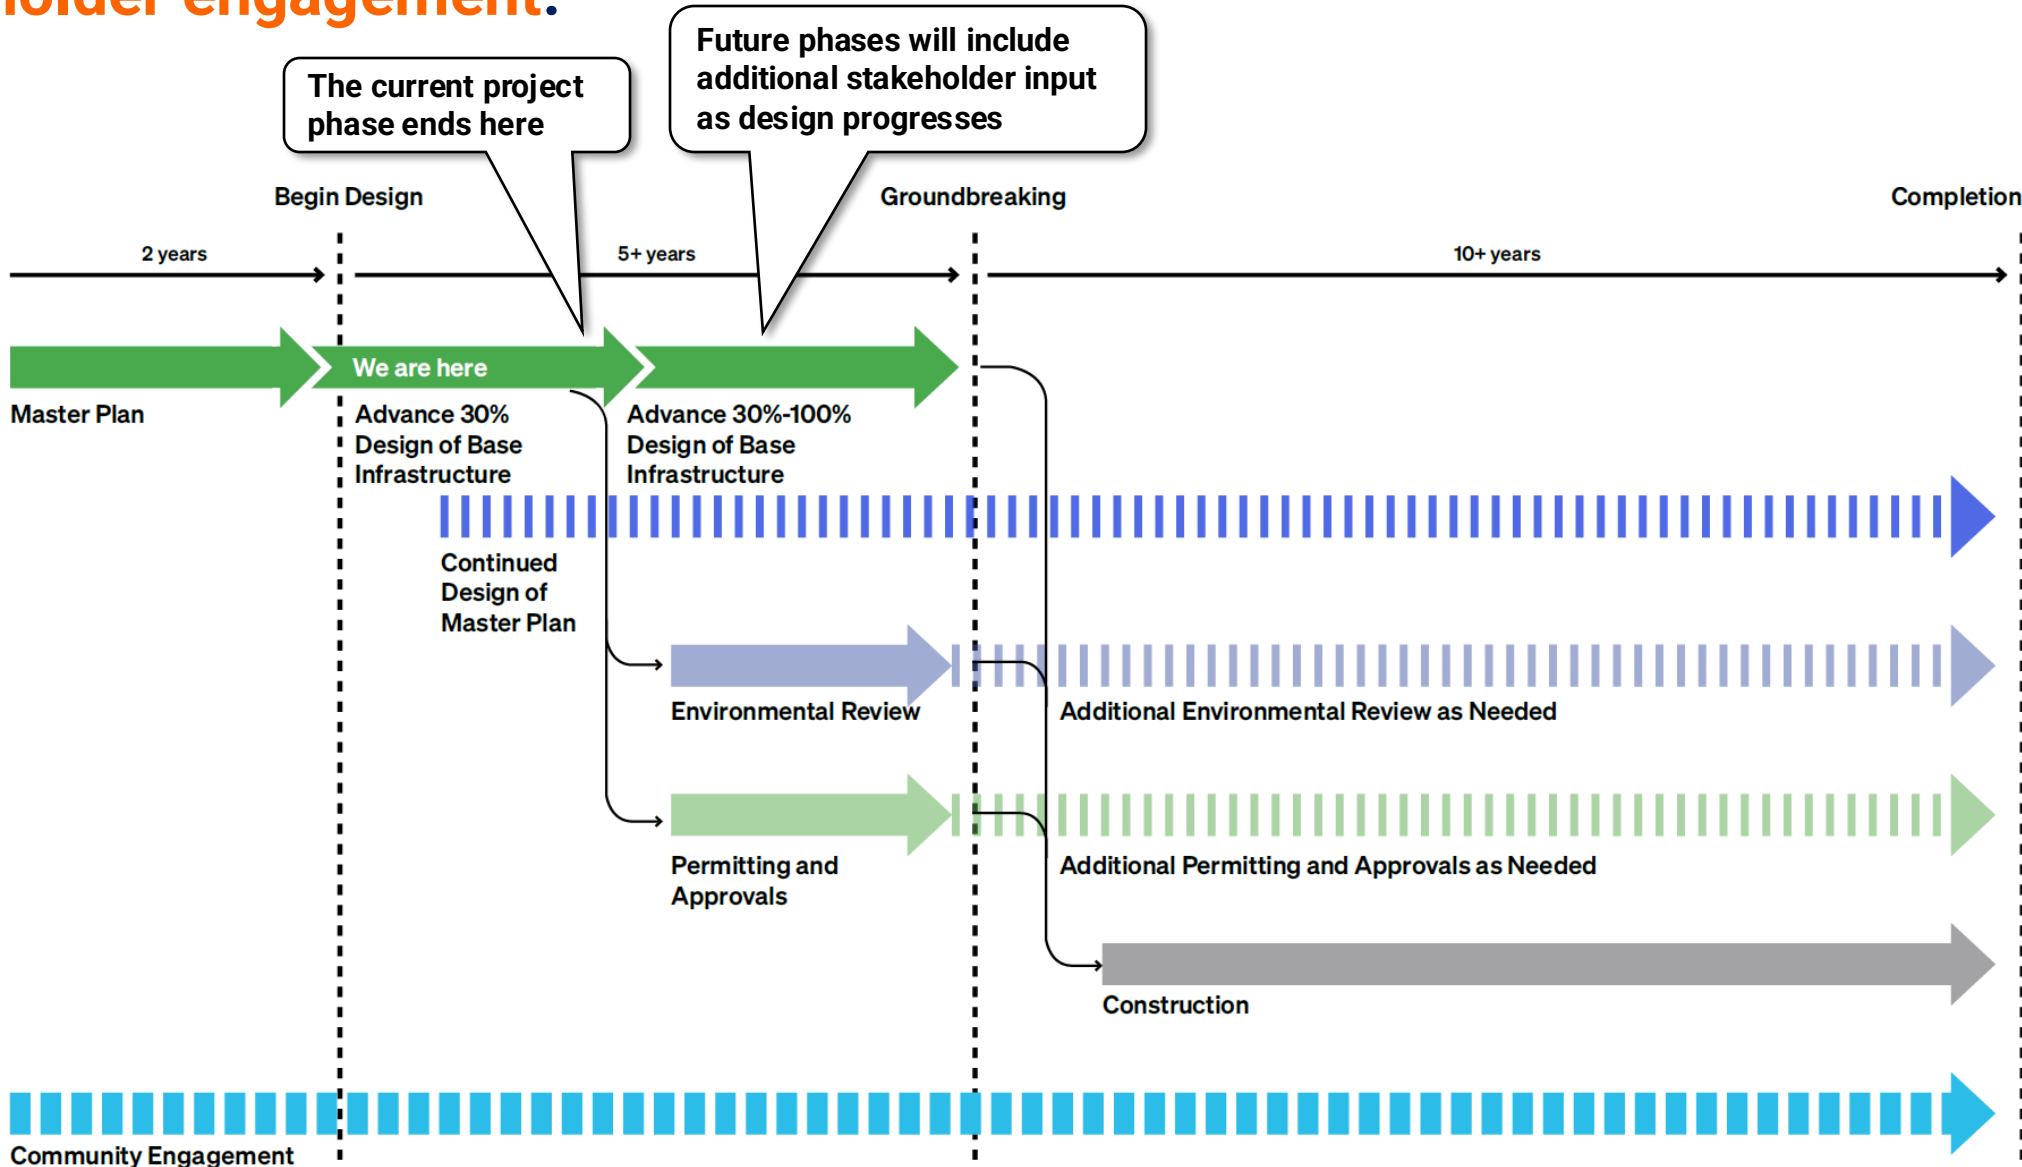 engagement:
The current project
phase ends here
Future phases will include
additional stakeholder input
as design progresses
Begin Design
Groundbreaking
Completion
2 years
5+ years
10+ years
We are here
Master Plan
Advance 30%
Design of Base
Infrastructure
Advance 30%-100%
Design of Base
Infrastructure
Continued
Design of
Master Plan
Environmental Review
Additional Environmental Review as Needed
Permitting and
Approvals
Additional Permitting and Approvals as Needed
Construction
Community Engagement